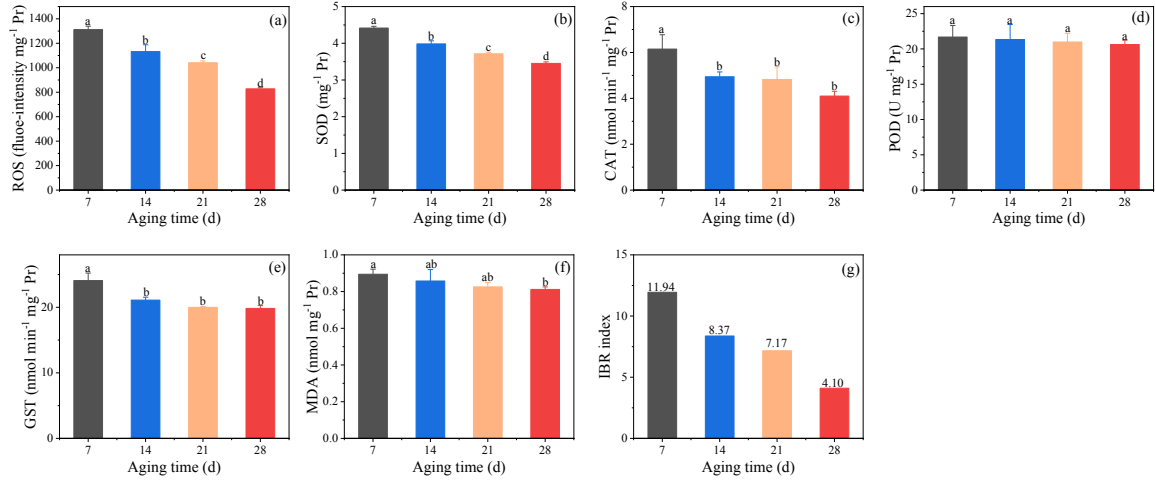 (a)
ROS (fluoe-intensity mg⁻¹ Pr)
1400
1200
1000
800
600
400
200
0
a
b
c
d
7 14 21 28
Aging time (d)
(b)
SOD (mg⁻¹ Pr)
5
4
3
2
1
0
a
b
c
d
7 14 21 28
Aging time (d)
(c)
CAT (nmol min⁻¹ mg⁻¹ Pr)
8
6
4
2
0
a
b
b
b
7 14 21 28
Aging time (d)
(d)
POD (U mg⁻¹ Pr)
25
20
15
10
5
0
a
a
a
a
7 14 21 28
Aging time (d)
(e)
GST (nmol min⁻¹ mg⁻¹ Pr)
20
10
0
a
b
b
b
7 14 21 28
Aging time (d)
(f)
MDA (nmol mg⁻¹ Pr)
1.0
0.8
0.6
0.4
0.2
0.0
a
ab
ab
b
7 14 21 28
Aging time (d)
(g)
IBR index
15
10
5
0
11.94
8.37
7.17
4.10
7 14 21 28
Aging time (d)